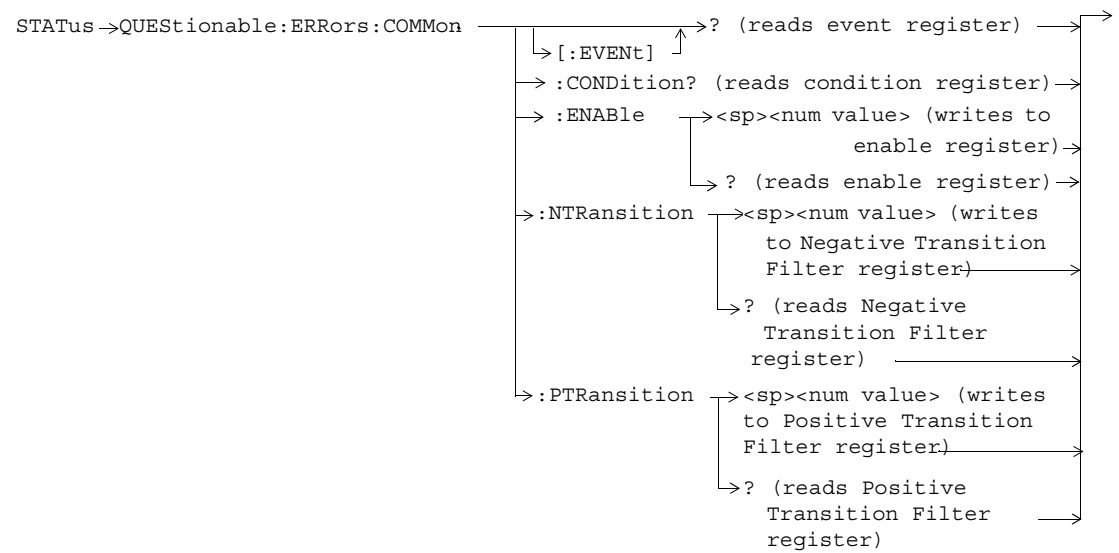 STATus QUEStionable:ERRors:COMMon ? (reads event register)
[:EVENt]
:CONDition? (reads condition register)
:ENABle <sp><num value> (writes to
enable register)
? (reads enable register)
:NTRansition <sp><num value> (writes
to Negative Transition
Filter register)
? (reads Negative
Transition Filter
register)
:PTRansition <sp><num value> (writes
to Positive Transition
Filter register)
? (reads Positive
Transition Filter
register)